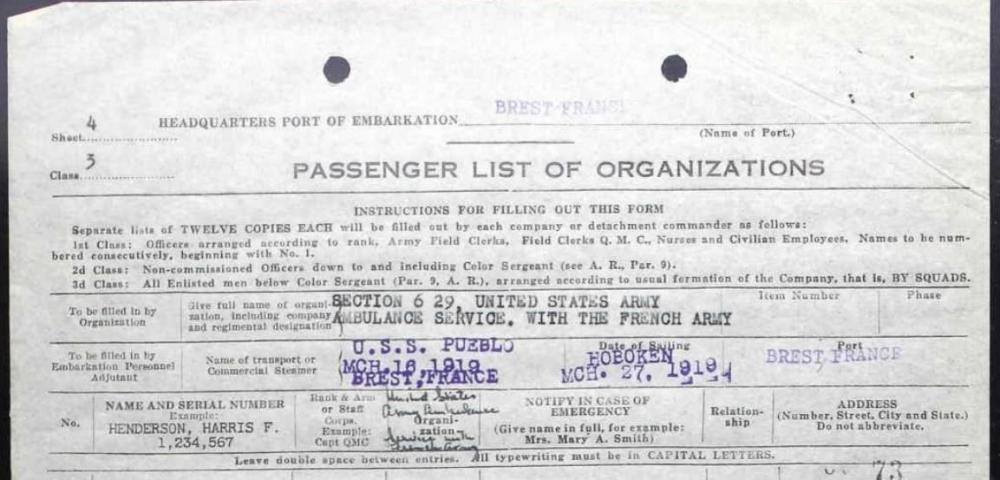 BREST FRANCE
4
Sheet
HEADQUARTERS PORT OF EMBARKATION
(Name of Port.)
3
Class
PASSENGER LIST OF ORGANIZATIONS
INSTRUCTIONS FOR FILLING OUT THIS FORM
Separate lists of TWELVE COPIES EACH will be filled out by each company or detachment commander as follows:
1st Class: Officers arranged according to rank, Army Field Clerks, Field Clerks Q. M. C., Nurses and Civilian Employees. Names to be num-
bered consecutively, beginning with No. 1.
2d Class: Non-commissioned Officers down to and including Color Sergeant (see A. R., Par. 9).
3d Class: All Enlisted men below Color Sergeant (Par. 9, A. R.), arranged according to usual formation of the Company, that is, BY SQUADS.
To be filled in by
Organization
Give full name of organi-
zation, including company
and regimental designation
SECTION 6 29, UNITED STATES ARMY
AMBULANCE SERVICE, WITH THE FRENCH ARMY
Item Number
Phase
To be filled in by
Embarkation Personnel
Adjutant
Name of transport or
Commercial Steamer
U.S.S. PUEBLO
MCH. 16, 1919
BREST, FRANCE
Date of Sailing
HOBOKEN
MCH. 27, 1919
Port
BREST FRANCE
No.
NAME AND SERIAL NUMBER
Example:
HENDERSON, HARRIS F.
1,234,567
Rank & Arm
or Staff
Corps.
Organi-
zation
Example:
Capt QMC
United States
Army Ambulance
Service with
French Army
NOTIFY IN CASE OF
EMERGENCY
(Give name in full, for example:
Mrs. Mary A. Smith)
Relation-
ship
ADDRESS
(Number, Street, City and State.)
Do not abbreviate.
Leave double space between entries. All typewriting must be in CAPITAL LETTERS.
73